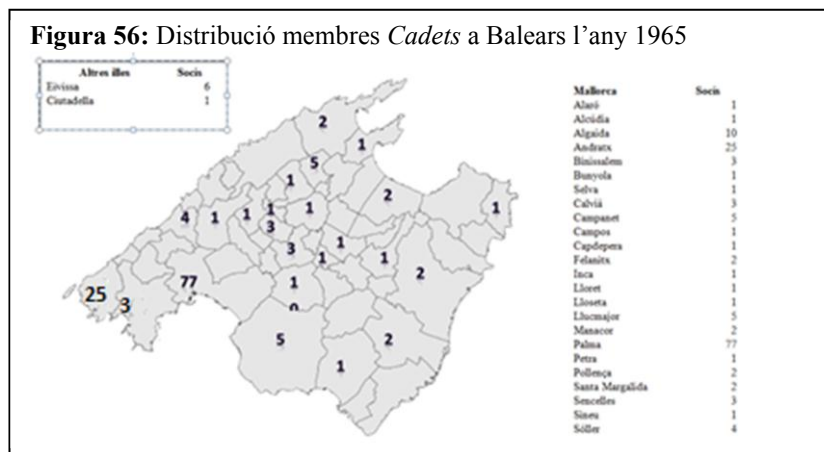 Figura 56: Distribució membres Cadets a Balears l'any 1965
Altres illes Socis
Eivissa 6
Ciutadella 1
2
1
5
1
2
1
4
1
1
1
1
3
3
1
1
1
2
25
3
77
1
0
5
2
1
Mallorca Socis
Alaró 1
Alcúdia 1
Algaida 10
Andratx 25
Binissalem 3
Bunyola 1
Selva 1
Calvià 3
Campanet 5
Campos 1
Capdepera 1
Felanitx 2
Inca 1
Lloret 1
Lloseta 1
Llucmajor 5
Manacor 2
Palma 77
Petra 1
Pollença 2
Santa Margalida 2
Sencelles 3
Sineu 1
Sóller 4